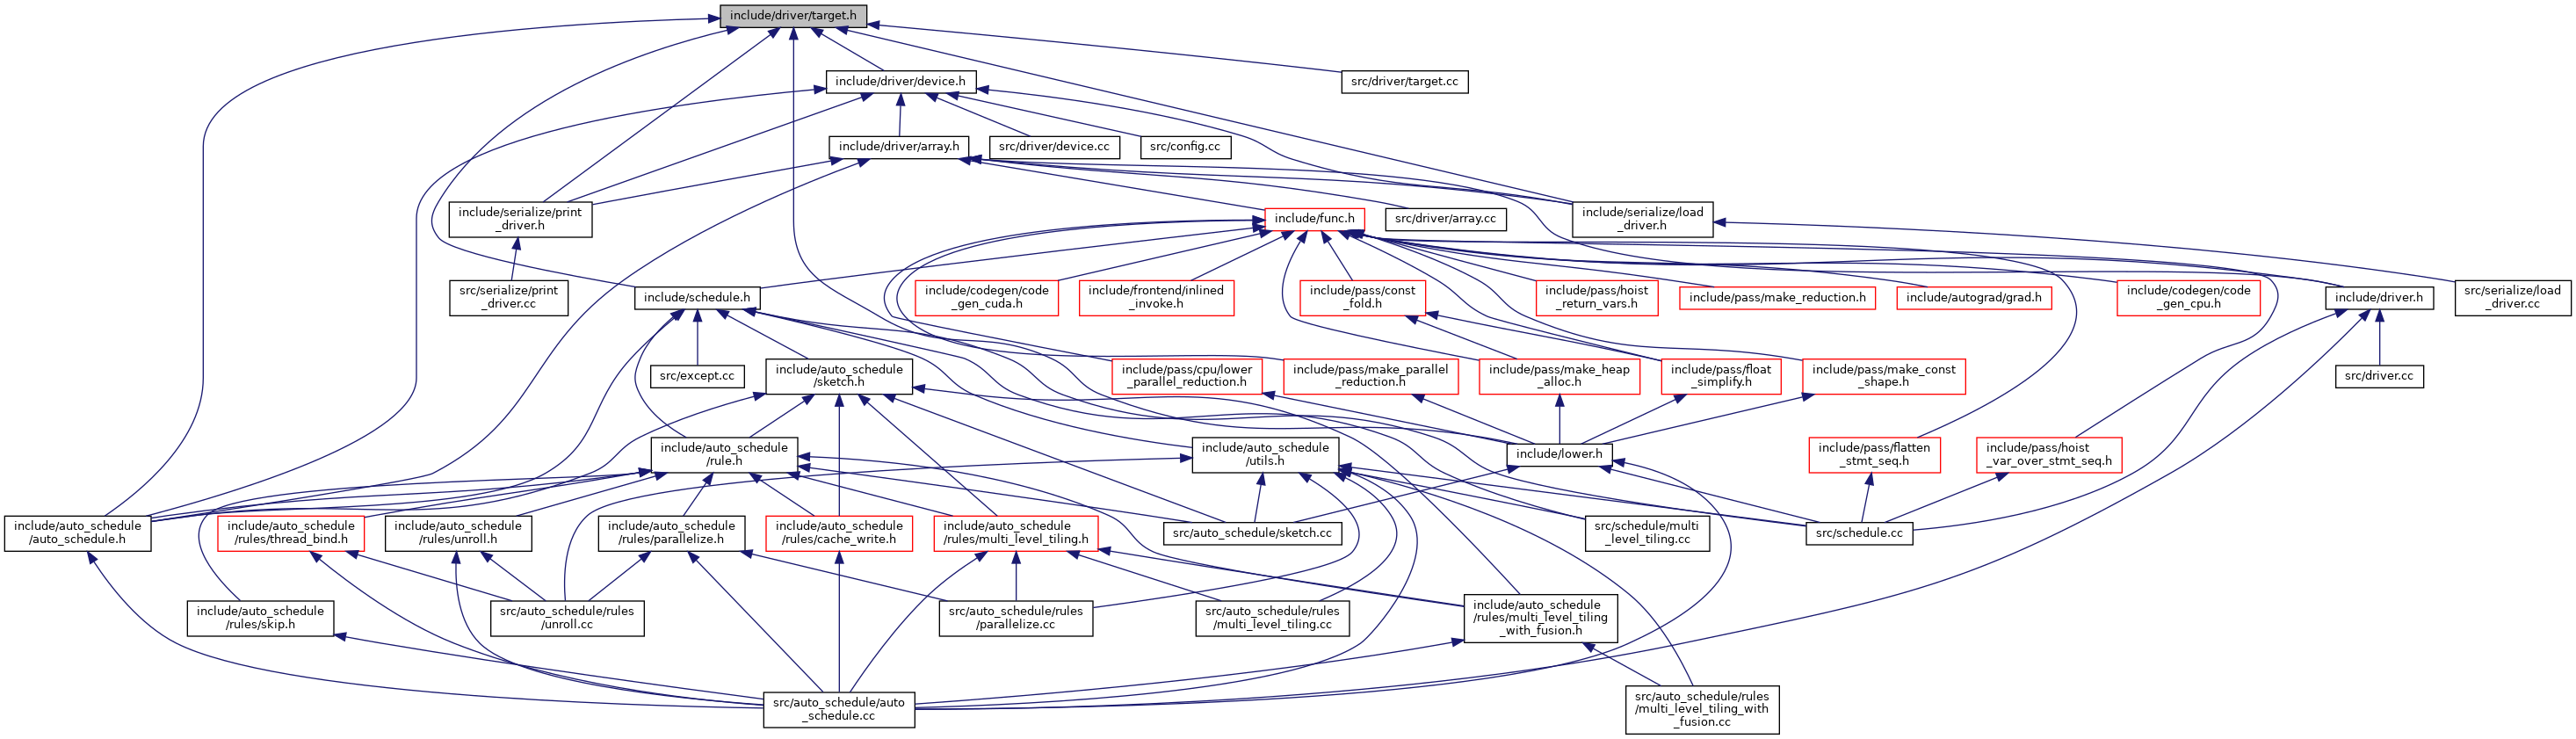 include/driver/target.h
include/driver/device.h
src/driver/target.cc
include/driver/array.h
src/driver/device.cc
src/config.cc
include/serialize/print
_driver.h
include/func.h
src/driver/array.cc
include/serialize/load
_driver.h
src/serialize/print
_driver.cc
include/schedule.h
include/codegen/code
_gen_cuda.h
include/frontend/inlined
_invoke.h
include/pass/const
_fold.h
include/pass/hoist
_return_vars.h
include/pass/make_reduction.h
include/autograd/grad.h
include/codegen/code
_gen_cpu.h
include/driver.h
src/serialize/load
_driver.cc
src/except.cc
include/auto_schedule
/sketch.h
include/pass/cpu/lower
_parallel_reduction.h
include/pass/make_parallel
_reduction.h
include/pass/make_heap
_alloc.h
include/pass/float
_simplify.h
include/pass/make_const
_shape.h
src/driver.cc
include/auto_schedule
/rule.h
include/auto_schedule
/utils.h
include/lower.h
include/pass/flatten
_stmt_seq.h
include/pass/hoist
_var_over_stmt_seq.h
include/auto_schedule
/auto_schedule.h
include/auto_schedule
/rules/thread_bind.h
include/auto_schedule
/rules/unroll.h
include/auto_schedule
/rules/parallelize.h
include/auto_schedule
/rules/cache_write.h
include/auto_schedule
/rules/multi_level_tiling.h
src/auto_schedule/sketch.cc
src/schedule/multi
_level_tiling.cc
src/schedule.cc
include/auto_schedule
/rules/skip.h
src/auto_schedule/rules
/unroll.cc
src/auto_schedule/rules
/parallelize.cc
src/auto_schedule/rules
/multi_level_tiling.cc
include/auto_schedule
/rules/multi_level_tiling
_with_fusion.h
src/auto_schedule/auto
_schedule.cc
src/auto_schedule/rules
/multi_level_tiling_with
_fusion.cc